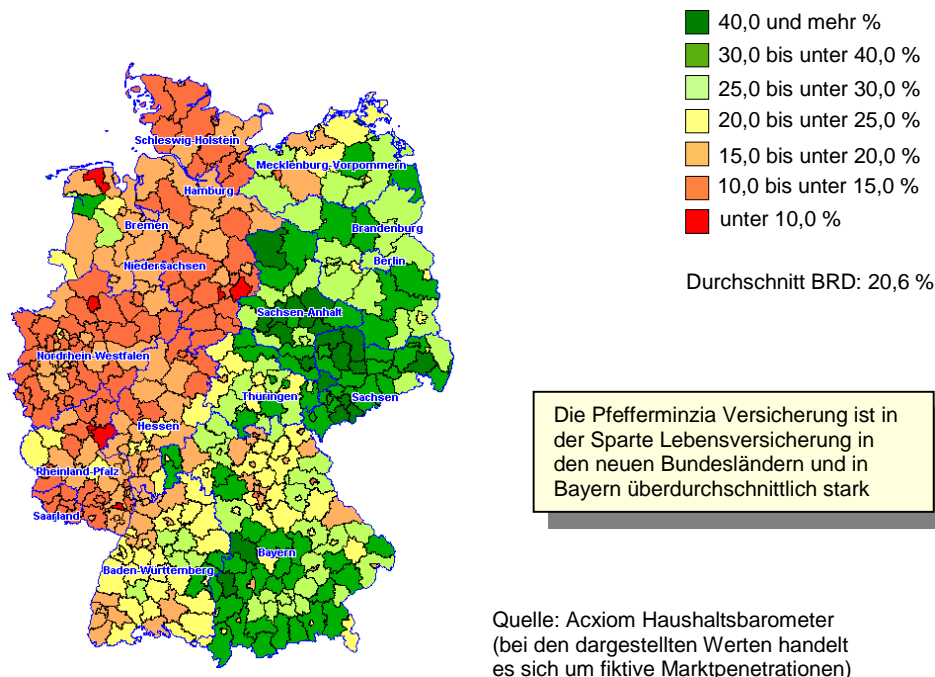 40,0 und mehr %
30,0 bis unter 40,0 %
25,0 bis unter 30,0 %
20,0 bis unter 25,0 %
15,0 bis unter 20,0 %
10,0 bis unter 15,0 %
unter 10,0 %
Durchschnitt BRD: 20,6 %
Schleswig-Holstein
Mecklenburg-Vorpommern
Hamburg
Bremen
Brandenburg
Berlin
Niedersachsen
Sachsen-Anhalt
Nordrhein-Westfalen
Thüringen
Sachsen
Hessen
Rheinland-Pfalz
Saarland
Bayern
Baden-Württemberg
Die Pfefferminzia Versicherung ist in
der Sparte Lebensversicherung in
den neuen Bundesländern und in
Bayern überdurchschnittlich stark
Quelle: Acxiom Haushaltsbarometer
(bei den dargestellten Werten handelt
es sich um fiktive Marktpenetrationen)